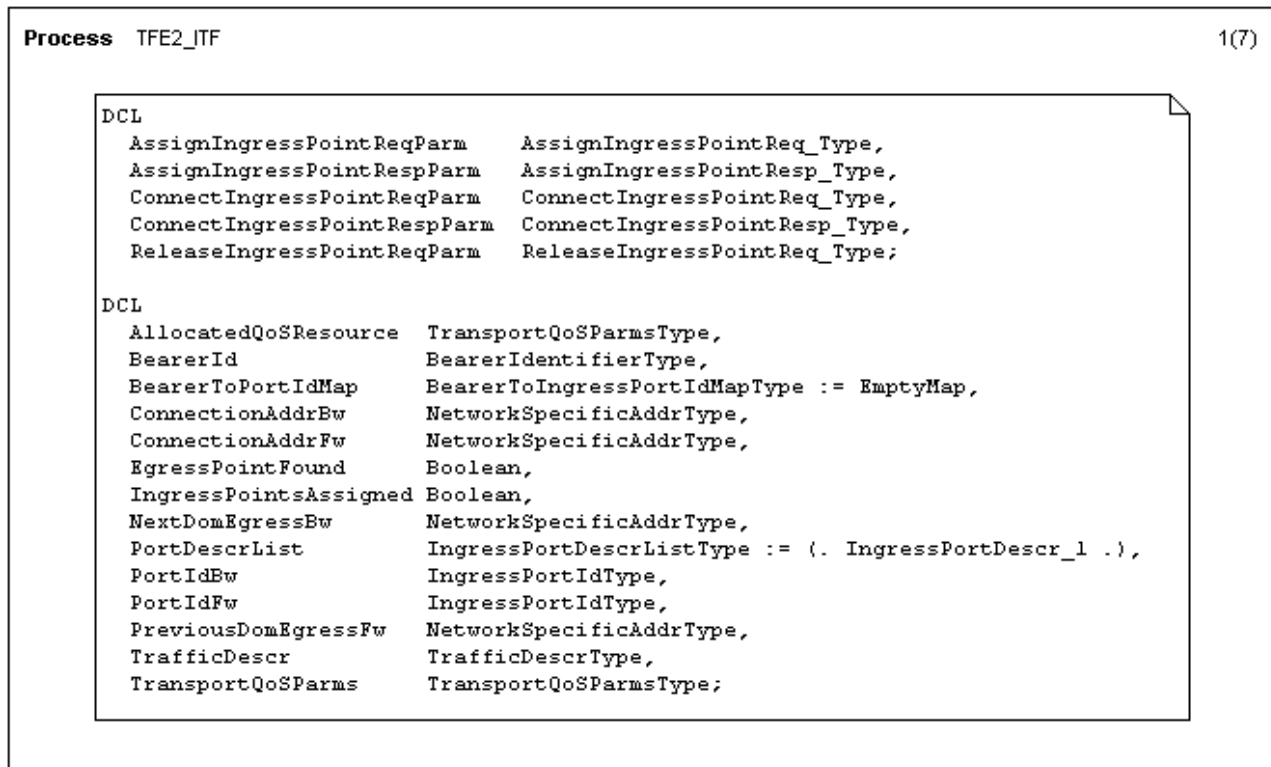 Process TFE2_ITF 1(7)
DCL
AssignIngressPointReqParm AssignIngressPointReq_Type,
AssignIngressPointRespParm AssignIngressPointResp_Type,
ConnectIngressPointReqParm ConnectIngressPointReq_Type,
ConnectIngressPointRespParm ConnectIngressPointResp_Type,
ReleaseIngressPointReqParm ReleaseIngressPointReq_Type;
DCL
AllocatedQoSResource TransportQoSParmsType,
BearerId BearerIdentifierType,
BearerToPortIdMap BearerToIngressPortIdMapType := EmptyMap,
ConnectionAddrBw NetworkSpecificAddrType,
ConnectionAddrFw NetworkSpecificAddrType,
EgressPointFound Boolean,
IngressPointsAssigned Boolean,
NextDomEgressBw NetworkSpecificAddrType,
PortDescrList IngressPortDescrListType := (. IngressPortDescr_1 .),
PortIdBw IngressPortIdType,
PortIdFw IngressPortIdType,
PreviousDomEgressFw NetworkSpecificAddrType,
TrafficDescr TrafficDescrType,
TransportQoSParms TransportQoSParmsType;